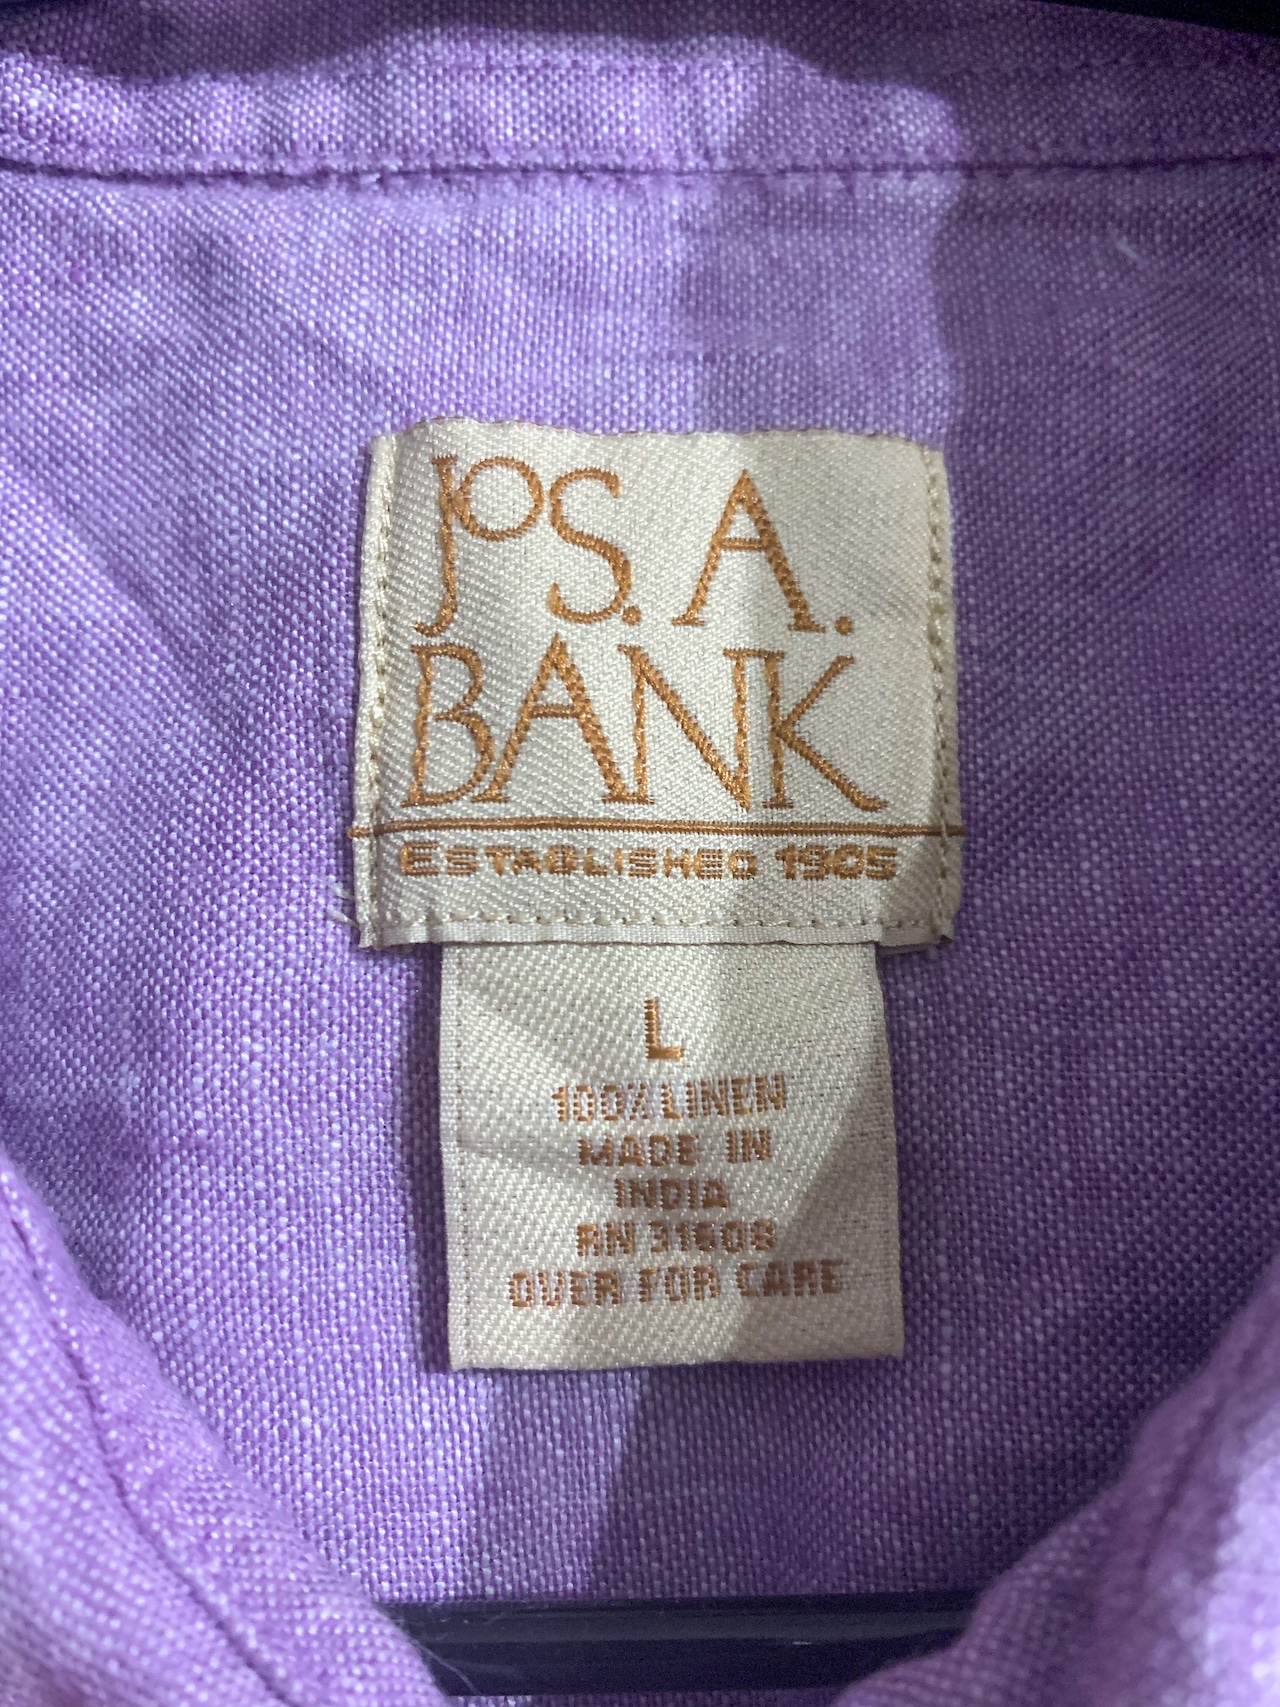 JOS. A.
BANK
ESTABLISHED 1905
L
100% LINEN
MADE IN
INDIA
RN 31608
OVER FOR CARE